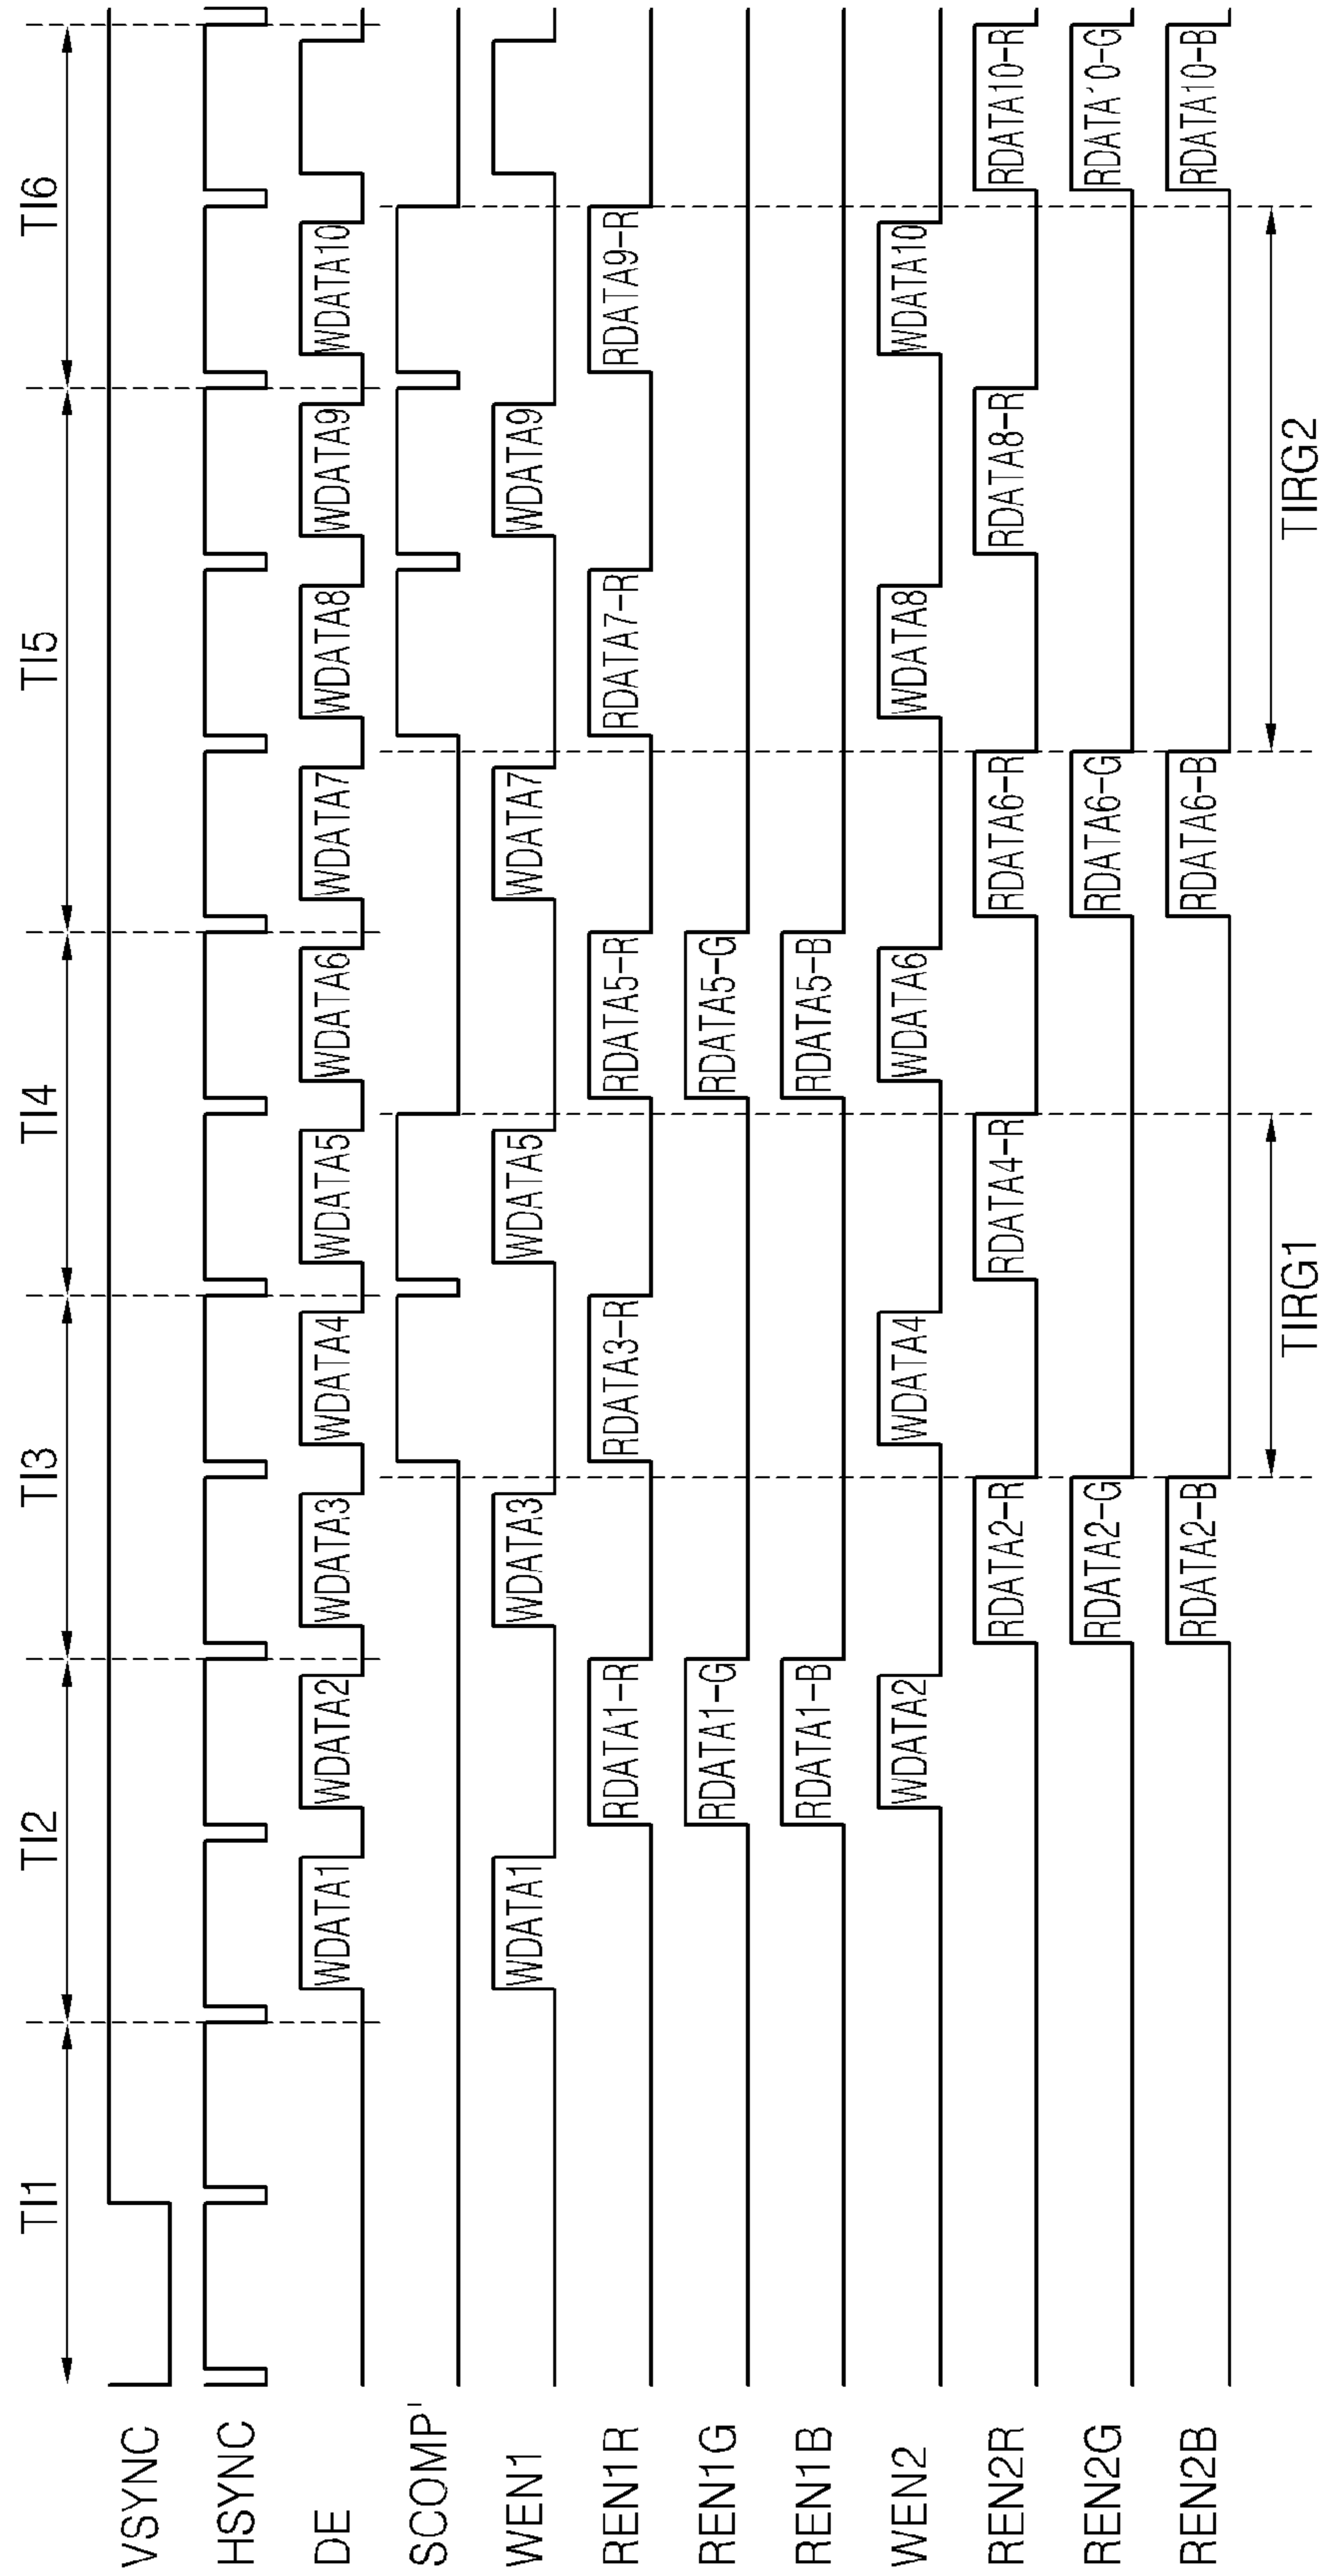 TI1 TI2 TI3 TI4 TI5 TI6
VSYNC
HSYNC
DE WDATA1 WDATA2 WDATA3 WDATA4 WDATA5 WDATA6 WDATA7 WDATA8 WDATA9 WDATA10
SCOMP'
WEN1 WDATA1 WDATA3 WDATA5 WDATA7 WDATA9
REN1R RDATA1-R RDATA3-R RDATA5-R RDATA7-R RDATA9-R
REN1G RDATA1-G RDATA5-G
REN1B RDATA1-B RDATA5-B
WEN2 WDATA2 WDATA4 WDATA6 WDATA8 WDATA10
REN2R RDATA2-R RDATA4-R RDATA6-R RDATA8-R RDATA10-R
REN2G RDATA2-G RDATA6-G RDATA10-G
REN2B RDATA2-B RDATA6-B RDATA10-B
TIRG1 TIRG2